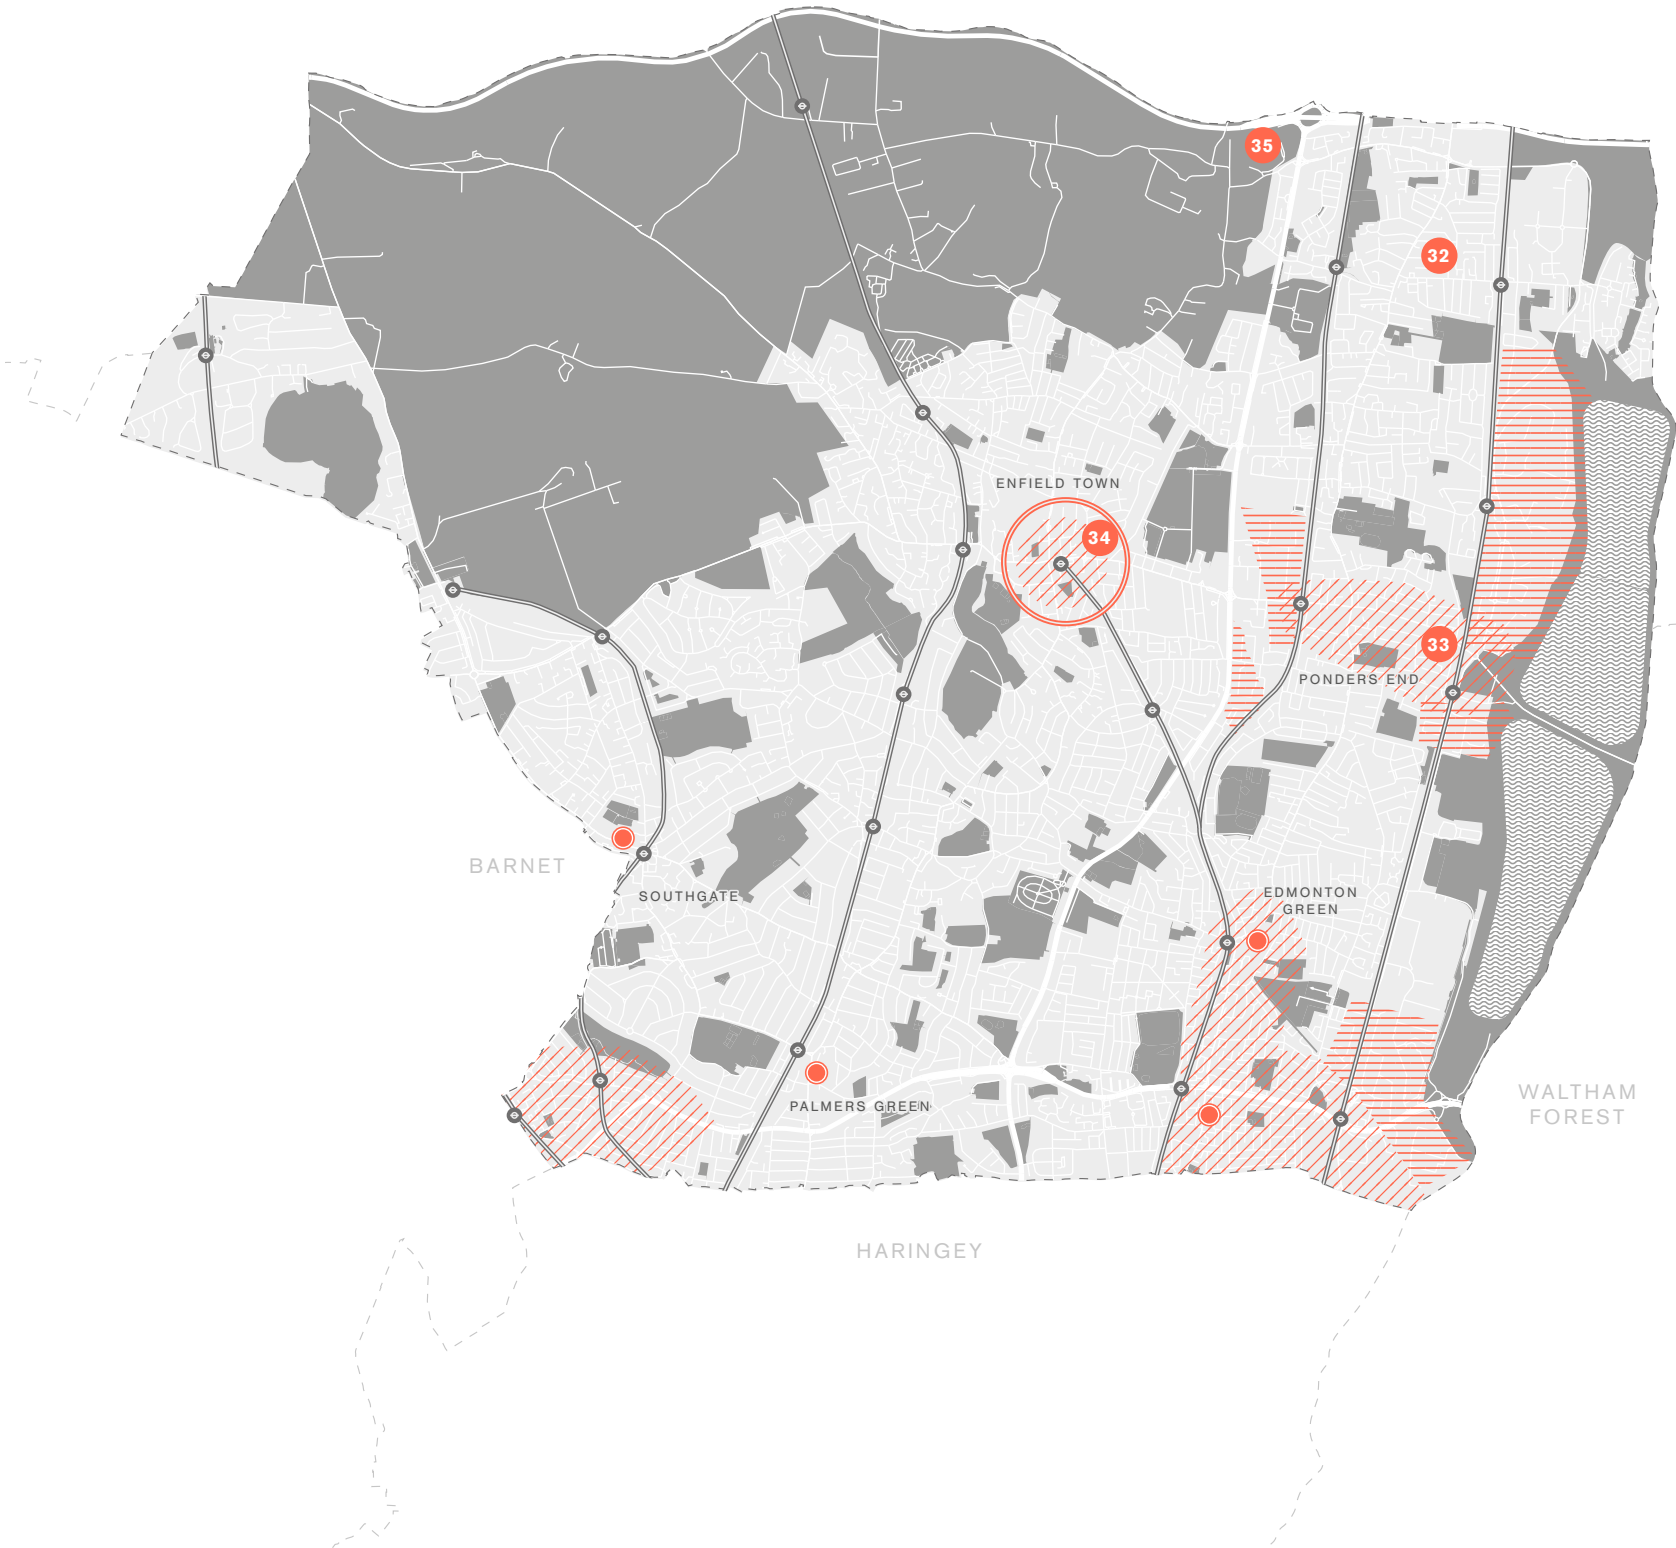 35
32
ENFIELD TOWN
34
33
PONDERS END
BARNET
SOUTHGATE
EDMONTON
GREEN
PALMERS GREEN
WALTHAM
FOREST
HARINGEY